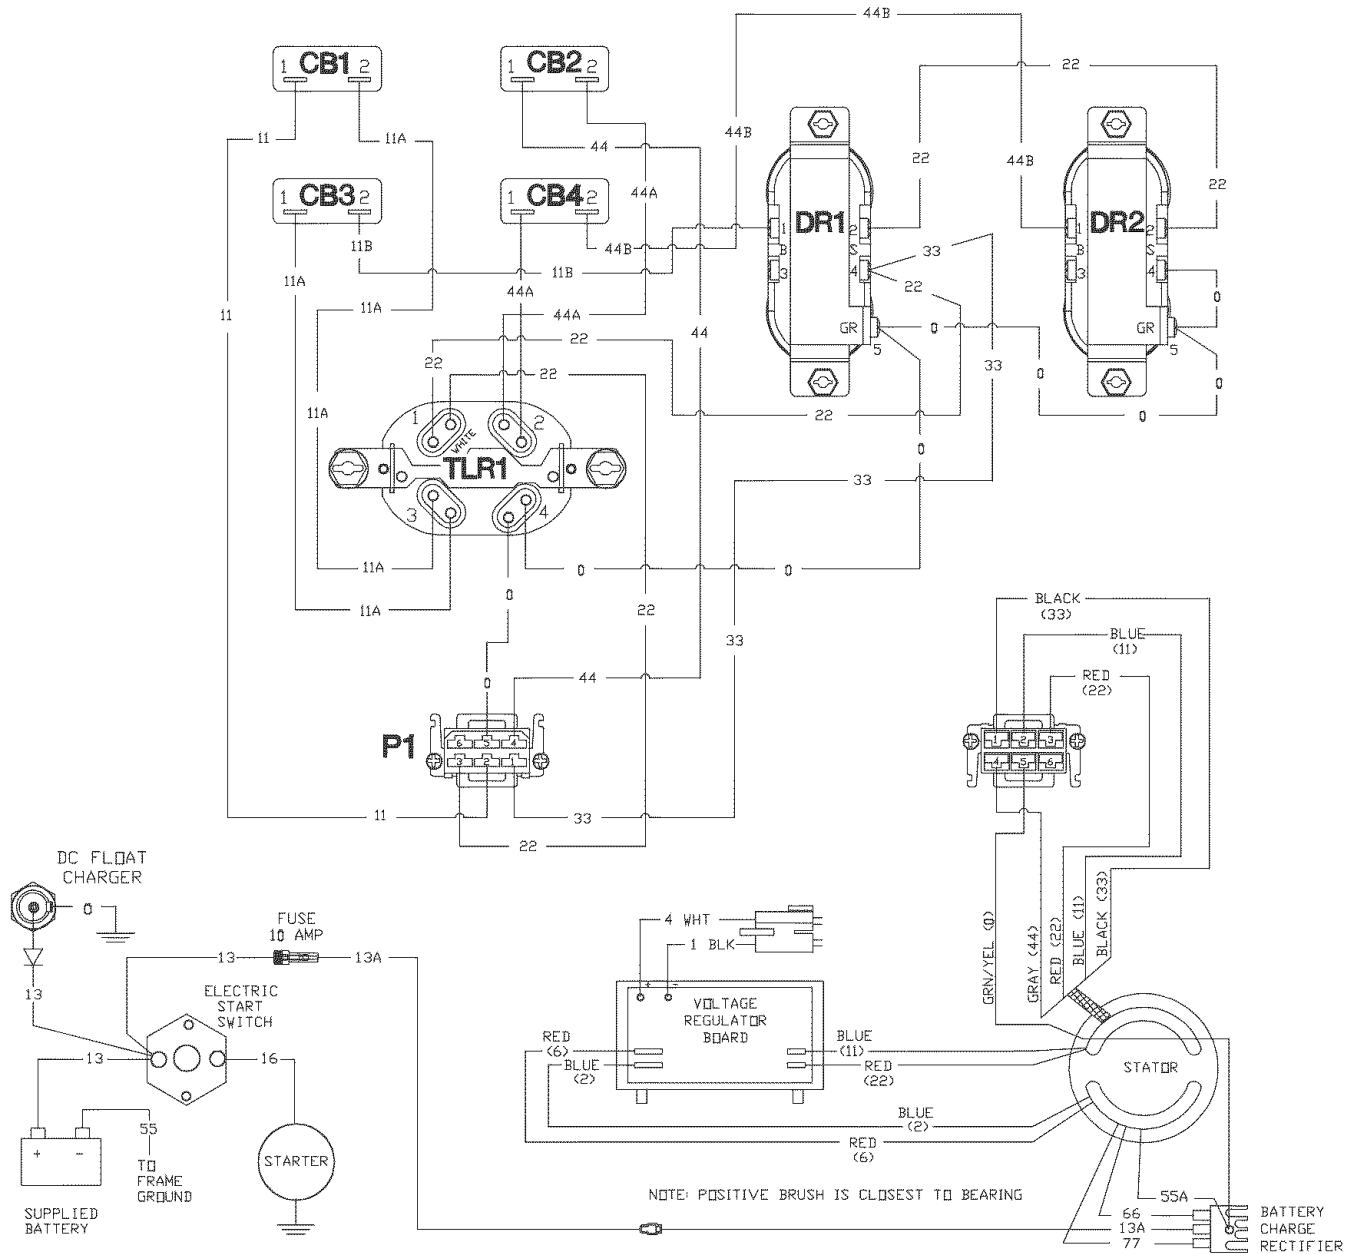 44B
1 CB1 2
1 CB2 2
22
11
11A
44
44B
22
44B
22
44A
1 CB3 2
1 CB4 2
11B
44B
DR1
1
B
3
2
S
4
GR
5
DR2
1
B
3
2
S
4
GR
5
33
22
11A
11B
44A
11A
44A
11
44
0
0
22
22
22
33
0
0
11A
22
0
0
1
2
WHITE
TLR1
3
4
33
11A
0
0
0
11A
22
33
BLACK
(33)
BLUE
(11)
RED
(22)
0
44
P1
6 5 4
3 2 1
1 2 3
4 5 6
11
33
22
DC FLOAT
CHARGER
0
FUSE
10 AMP
13
13A
13
ELECTRIC
START
SWITCH
13
16
55
TO
FRAME
GROUND
+ -
SUPPLIED
BATTERY
STARTER
4 WHT
1 BLK
+ -
VOLTAGE
REGULATOR
BOARD
RED
(6)
BLUE
(2)
BLUE
(11)
RED
(22)
BLUE
(2)
RED
(6)
GRN/YEL (0)
GRAY (44)
RED (22)
BLUE (11)
BLACK (33)
STATOR
NOTE: POSITIVE BRUSH IS CLOSEST TO BEARING
55A
66
13A
77
BATTERY
CHARGE
RECTIFIER